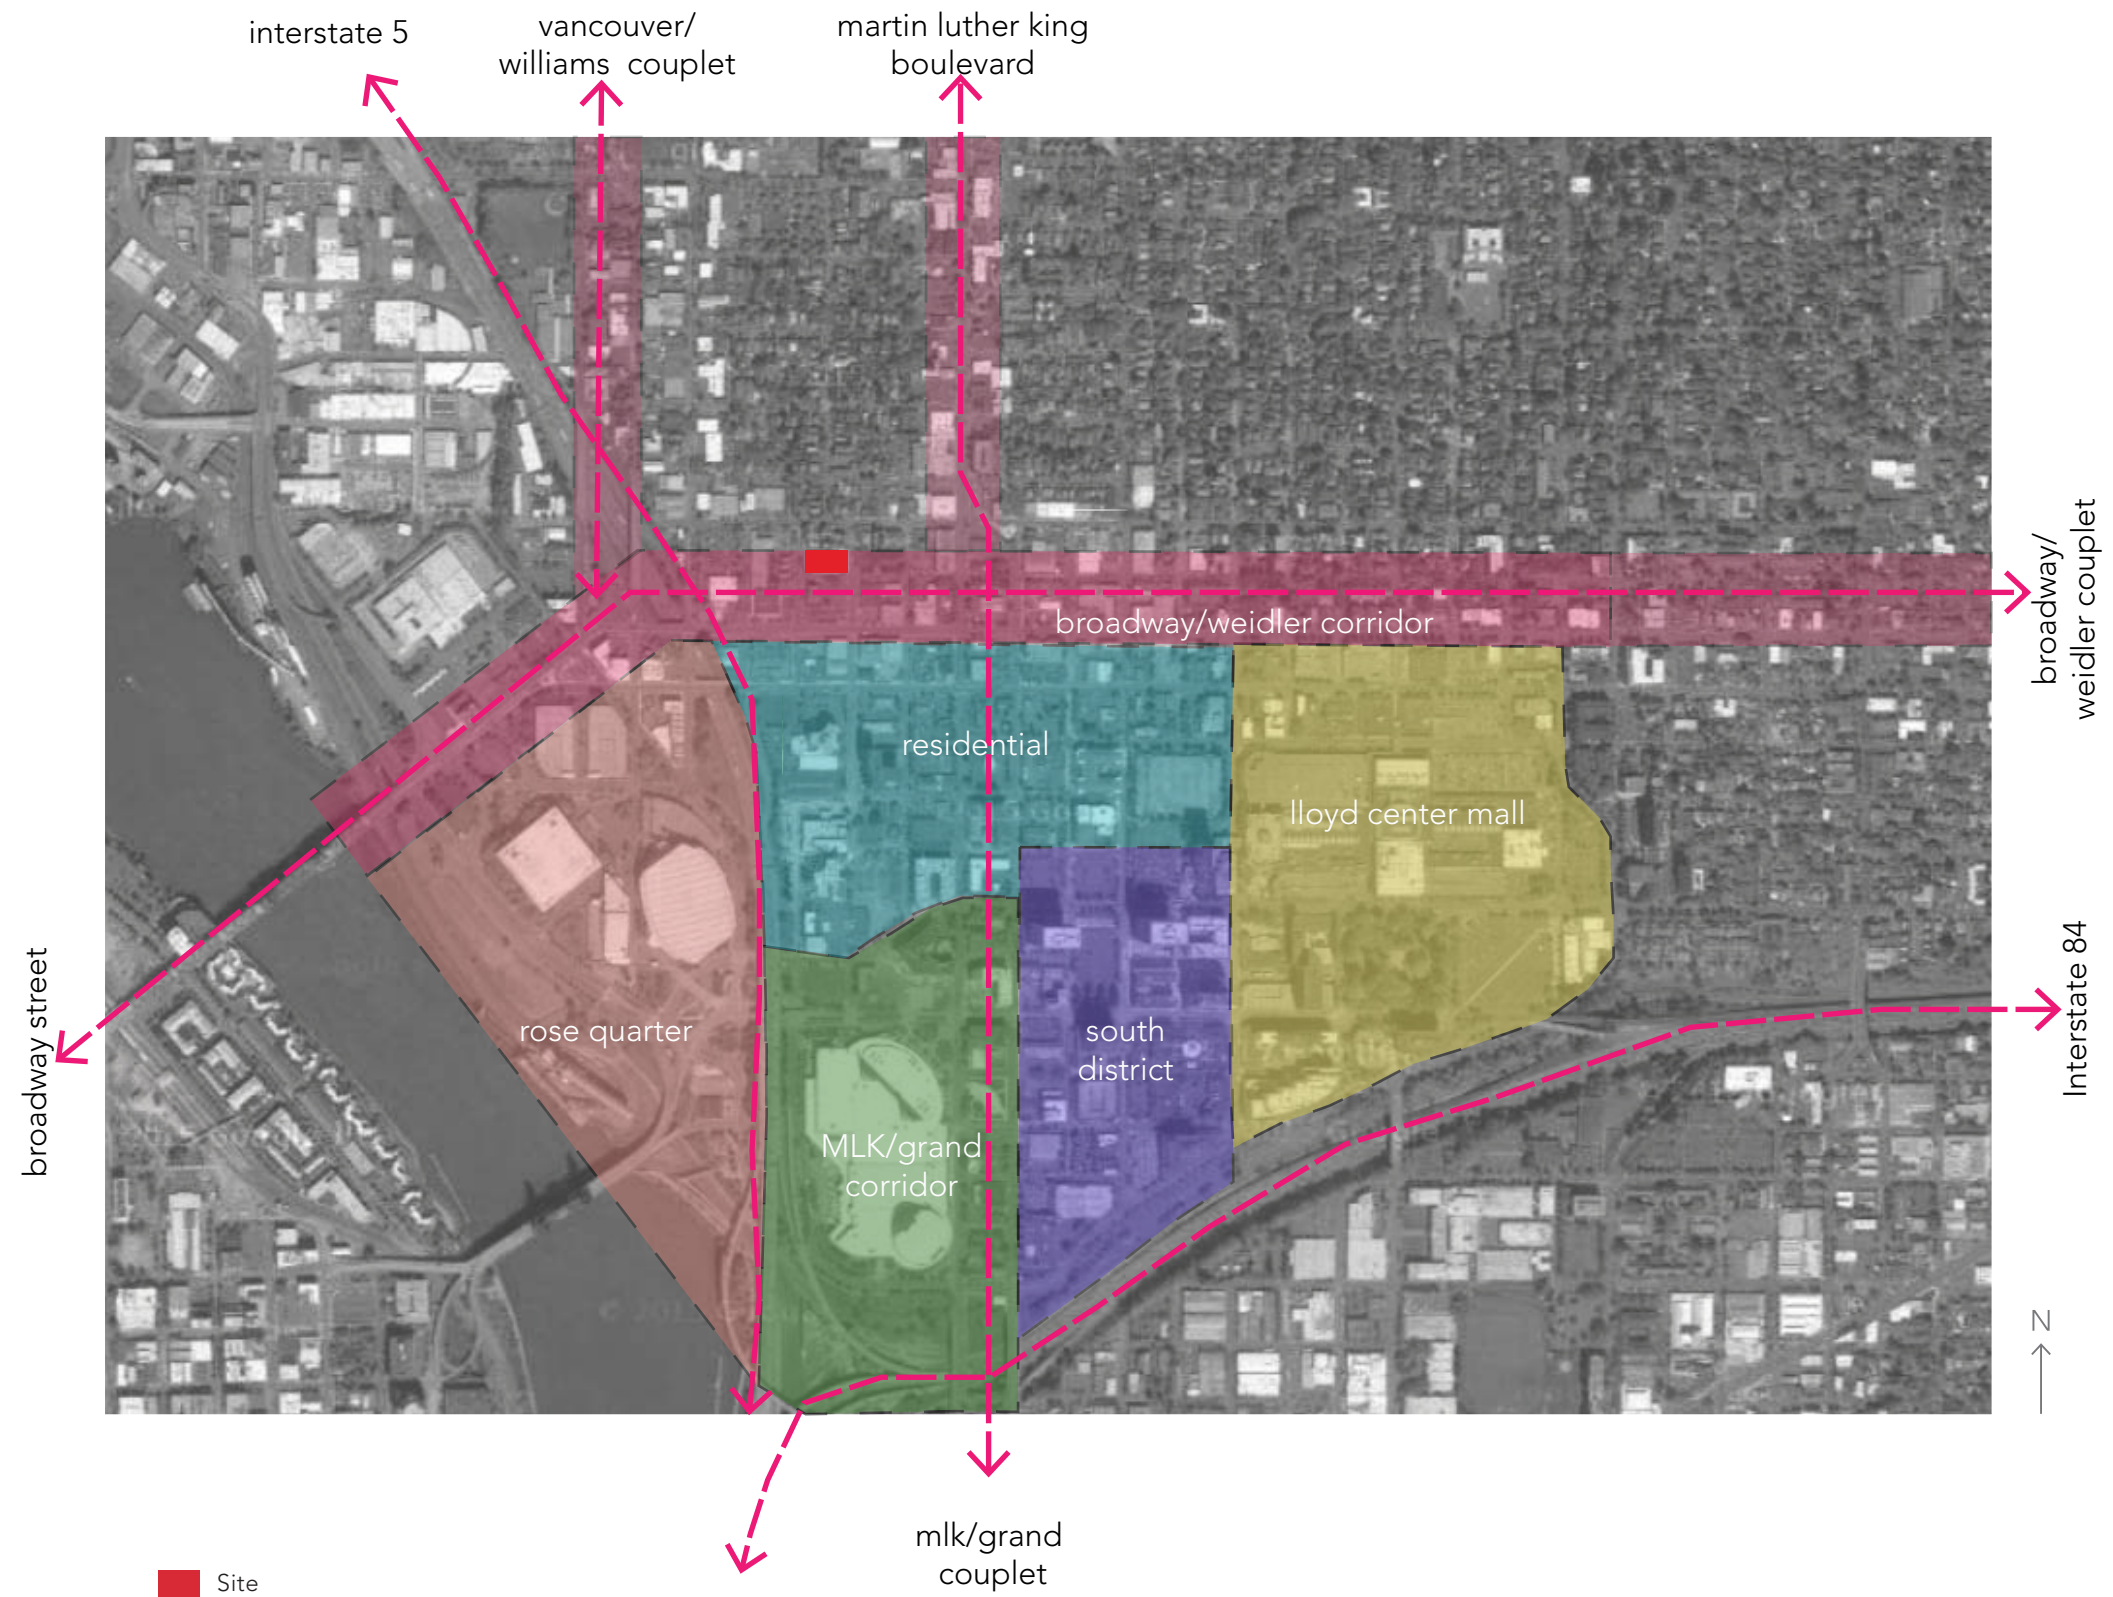 interstate 5
vancouver/
williams couplet
martin luther king
boulevard
broadway/
weidler couplet
broadway/weidler corridor
residential
lloyd center mall
rose quarter
south
district
MLK/grand
corridor
broadway street
Interstate 84
N
mlk/grand
couplet
Site